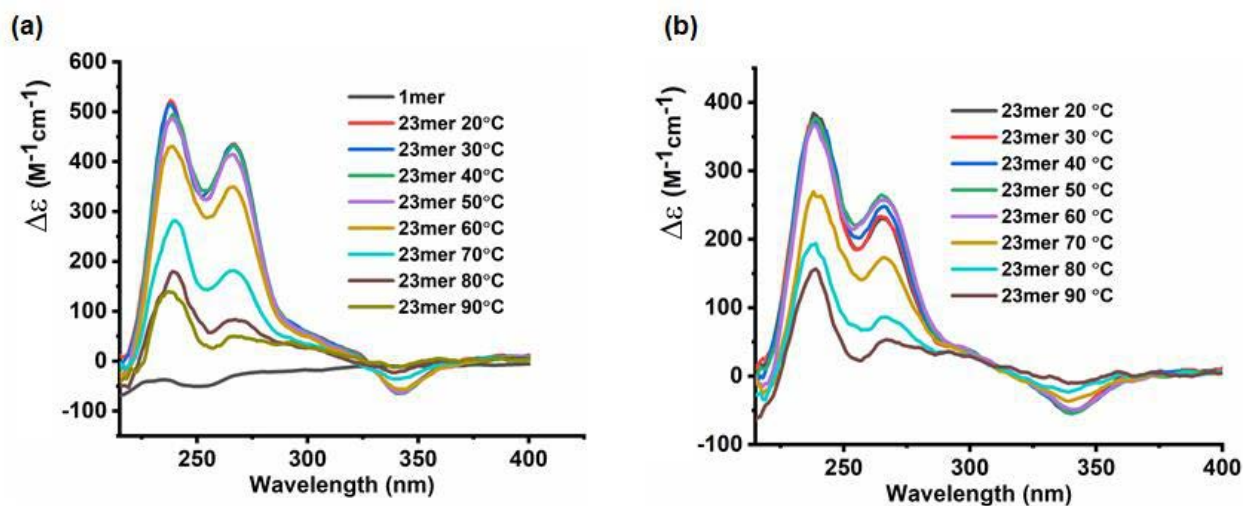 (a)
600
500
400
300
200
100
0
-100
Δε (M⁻¹cm⁻¹)
1mer
23mer 20°C
23mer 30°C
23mer 40°C
23mer 50°C
23mer 60°C
23mer 70°C
23mer 80°C
23mer 90°C
250 300 350 400
Wavelength (nm)
(b)
400
300
200
100
0
-100
Δε (M⁻¹cm⁻¹)
23mer 20 °C
23mer 30 °C
23mer 40 °C
23mer 50 °C
23mer 60 °C
23mer 70 °C
23mer 80 °C
23mer 90 °C
250 300 350 400
Wavelength (nm)